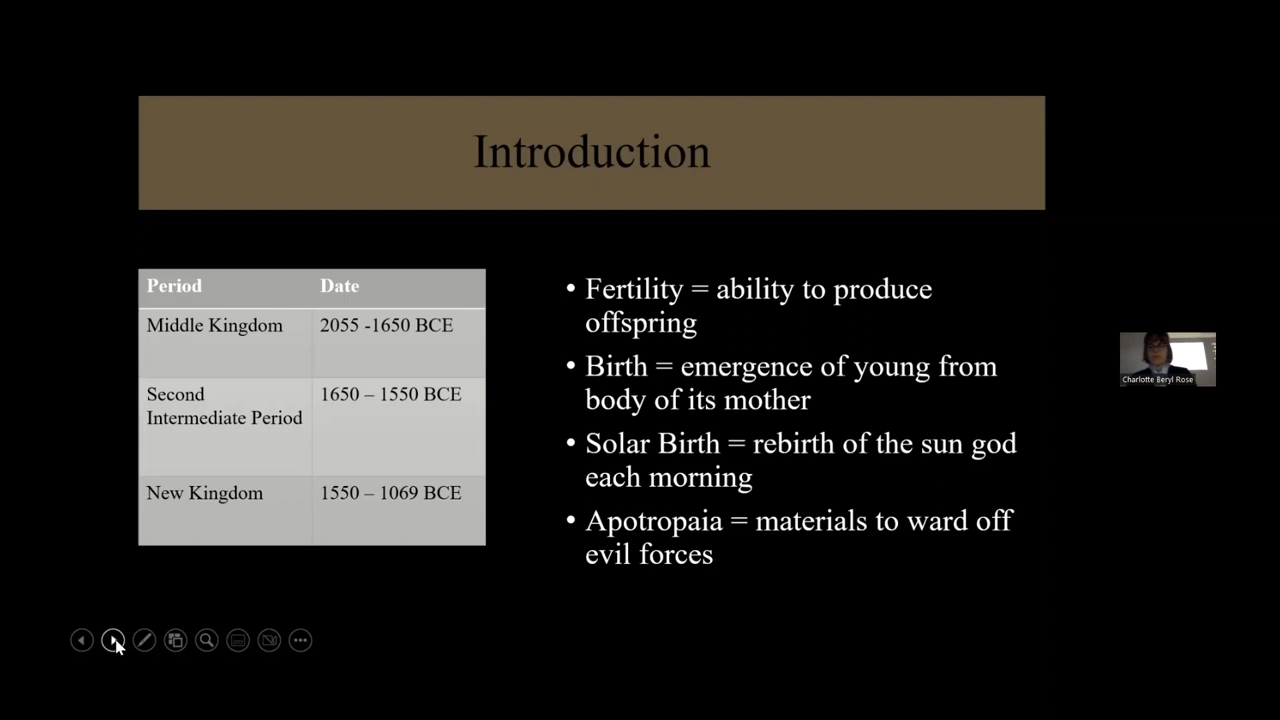 Introduction
Period Date
Middle Kingdom 2055 -1650 BCE
Second 1650 – 1550 BCE
Intermediate Period
New Kingdom 1550 – 1069 BCE
• Fertility = ability to produce
offspring
• Birth = emergence of young from
body of its mother
• Solar Birth = rebirth of the sun god
each morning
• Apotropaia = materials to ward off
evil forces
Charlotte Beryl Rose